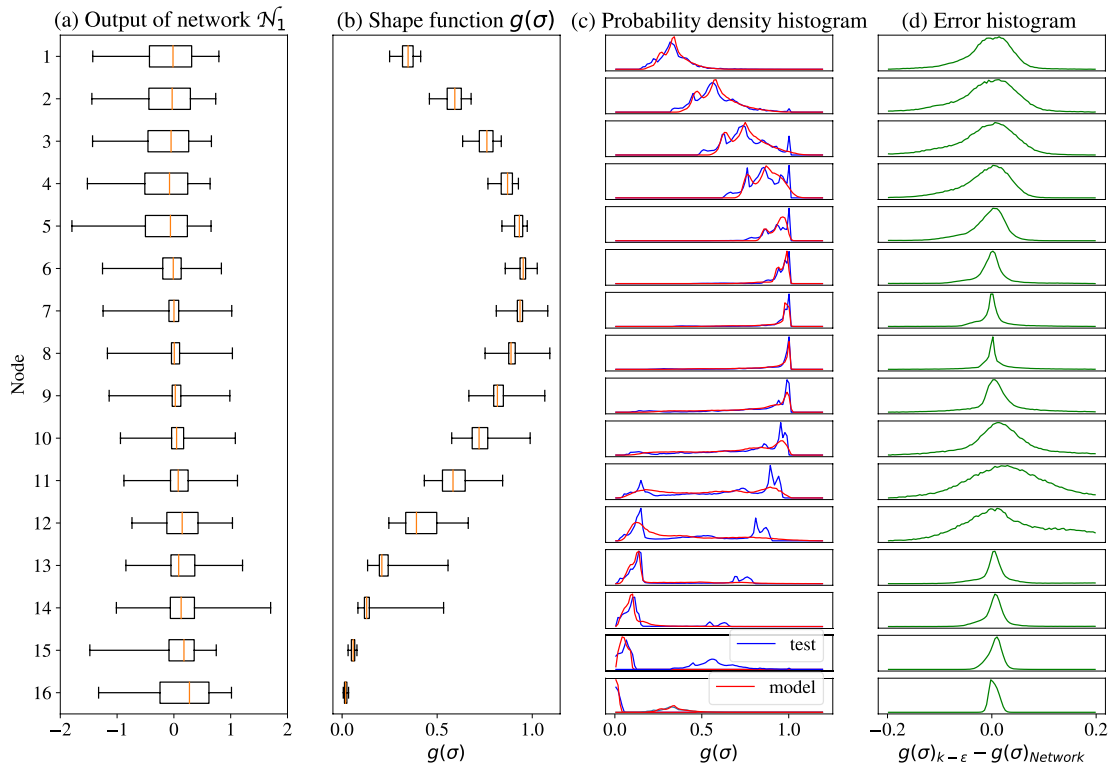 (a) Output of network 𝒩₁
(b) Shape function g(σ)
(c) Probability density histogram
(d) Error histogram
Node
1
2
3
4
5
6
7
8
9
10
11
12
13
14
15
16
test
model
−2 −1 0 1 2
0.0 0.5 1.0
0.0 0.5 1.0
−0.2 0.0 0.2
g(σ)
g(σ)
g(σ)ₖ₋ε − g(σ)Network